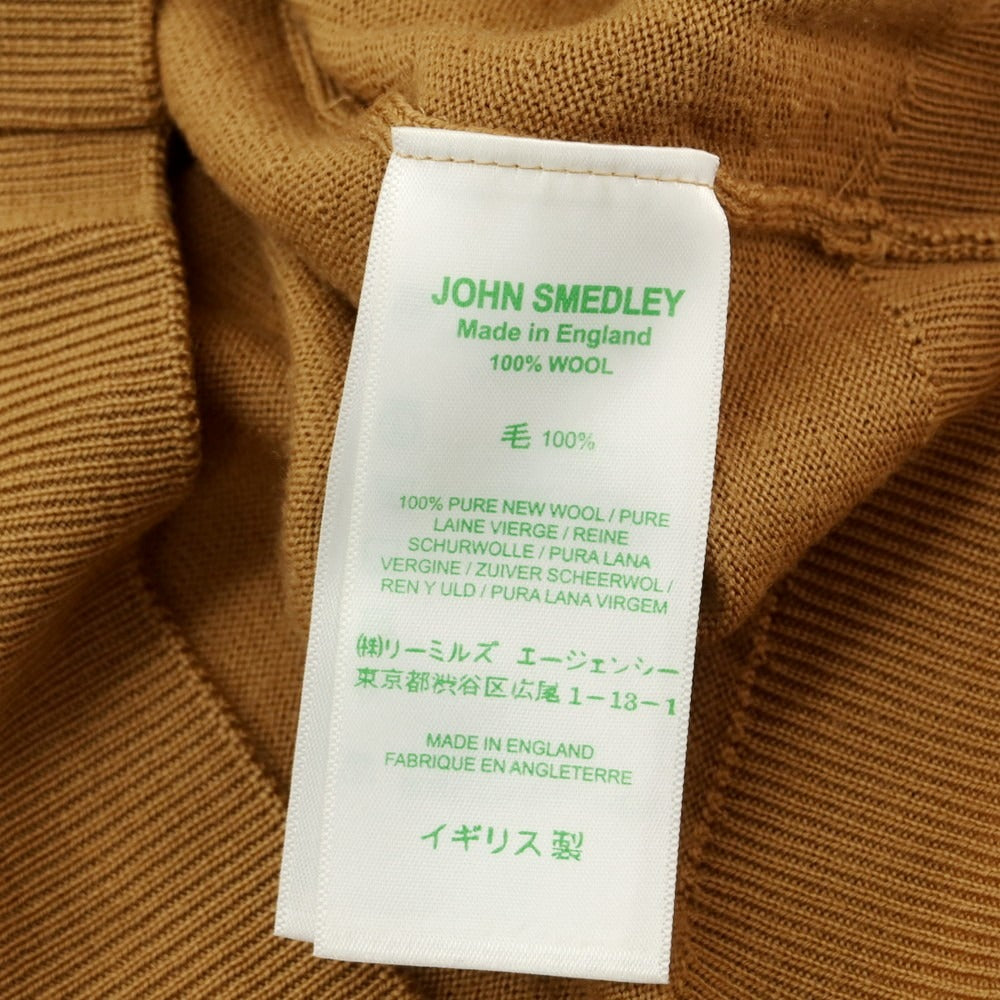 JOHN SMEDLEY
Made in England
100% WOOL
毛 100%
100% PURE NEW WOOL / PURE
LAINE VIERGE / REINE
SCHURWOLLE / PURA LANA
VERGINE / ZUIVER SCHEERWOL /
REN Y ULD / PURA LANA VIRGEM
㈱リーミルズ エージェンシー
東京都渋谷区広尾1-13-1
MADE IN ENGLAND
FABRIQUE EN ANGLETERRE
イギリス製